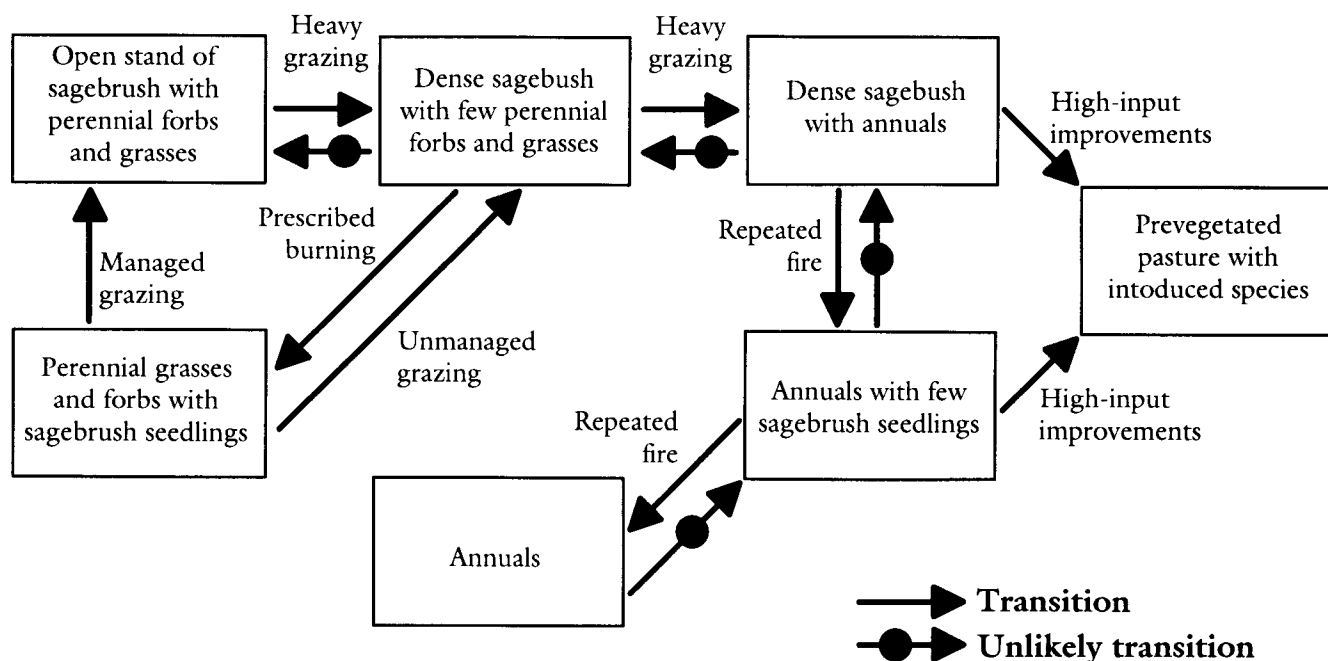 Open stand of
sagebrush with
perennial forbs
and grasses
Heavy
grazing
Dense sagebush
with few perennial
forbs and grasses
Heavy
grazing
Dense sagebush
with annuals
High-input
improvements
Prevegetated
pasture with
intoduced species
Managed
grazing
Prescribed
burning
Unmanaged
grazing
Repeated
fire
Perennial grasses
and forbs with
sagebrush seedlings
Annuals with few
sagebrush seedlings
High-input
improvements
Repeated
fire
Annuals
Transition
Unlikely transition